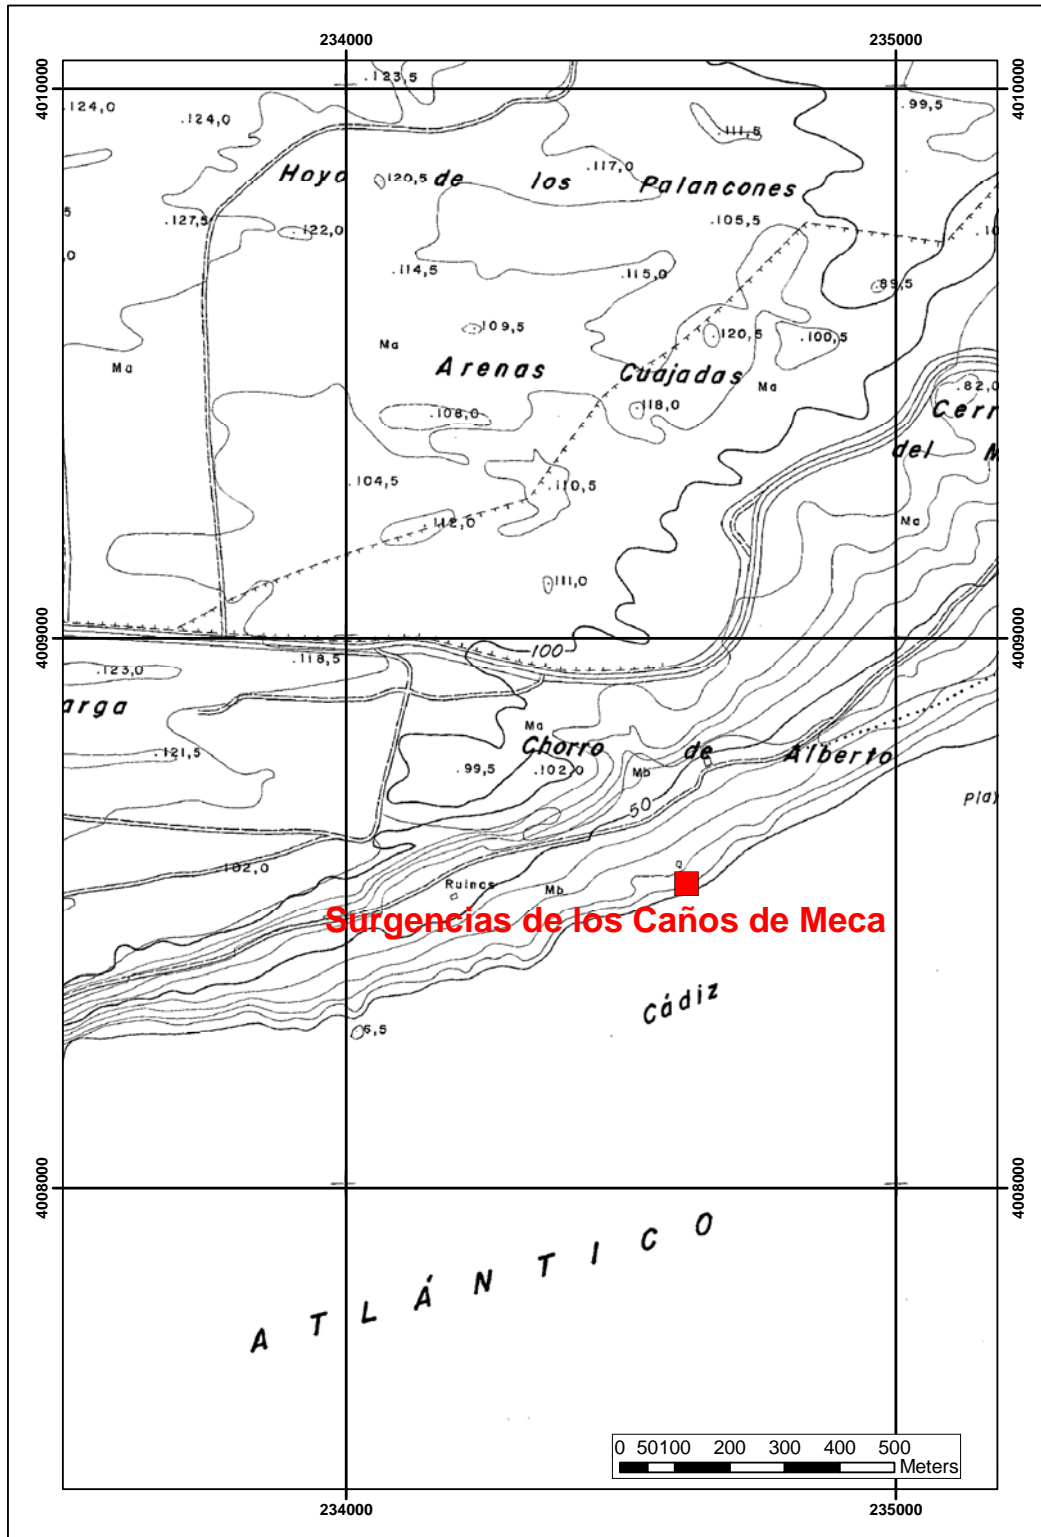 234000
235000
4010000
4010000
.123,5
.124,0
.124,0
.99,5
.111,5
.117,0
Hoyo de los Palancones
.120,5
.127,5
.122,0
.105,5
.114,5
.115,0
.89,5
.109,5
.120,5
.100,5
Ma
Ma
Arenas Cuajadas
Ma
.82,0
.108,0
.118,0
Cerr
del M
.104,5
.110,5
.112,0
Ma
.111,0
4009000
4009000
100
.118,5
.123,0
arga
Ma
.121,5
Chorro de Alberto
.99,5
.102,0
Mb
50
Pla
.102,0
Ruinas
Mb
Surgencias de los Caños de Meca
Cádiz
6,5
4008000
4008000
ATLÁNTICO
0 50 100 200 300 400 500
Meters
234000
235000